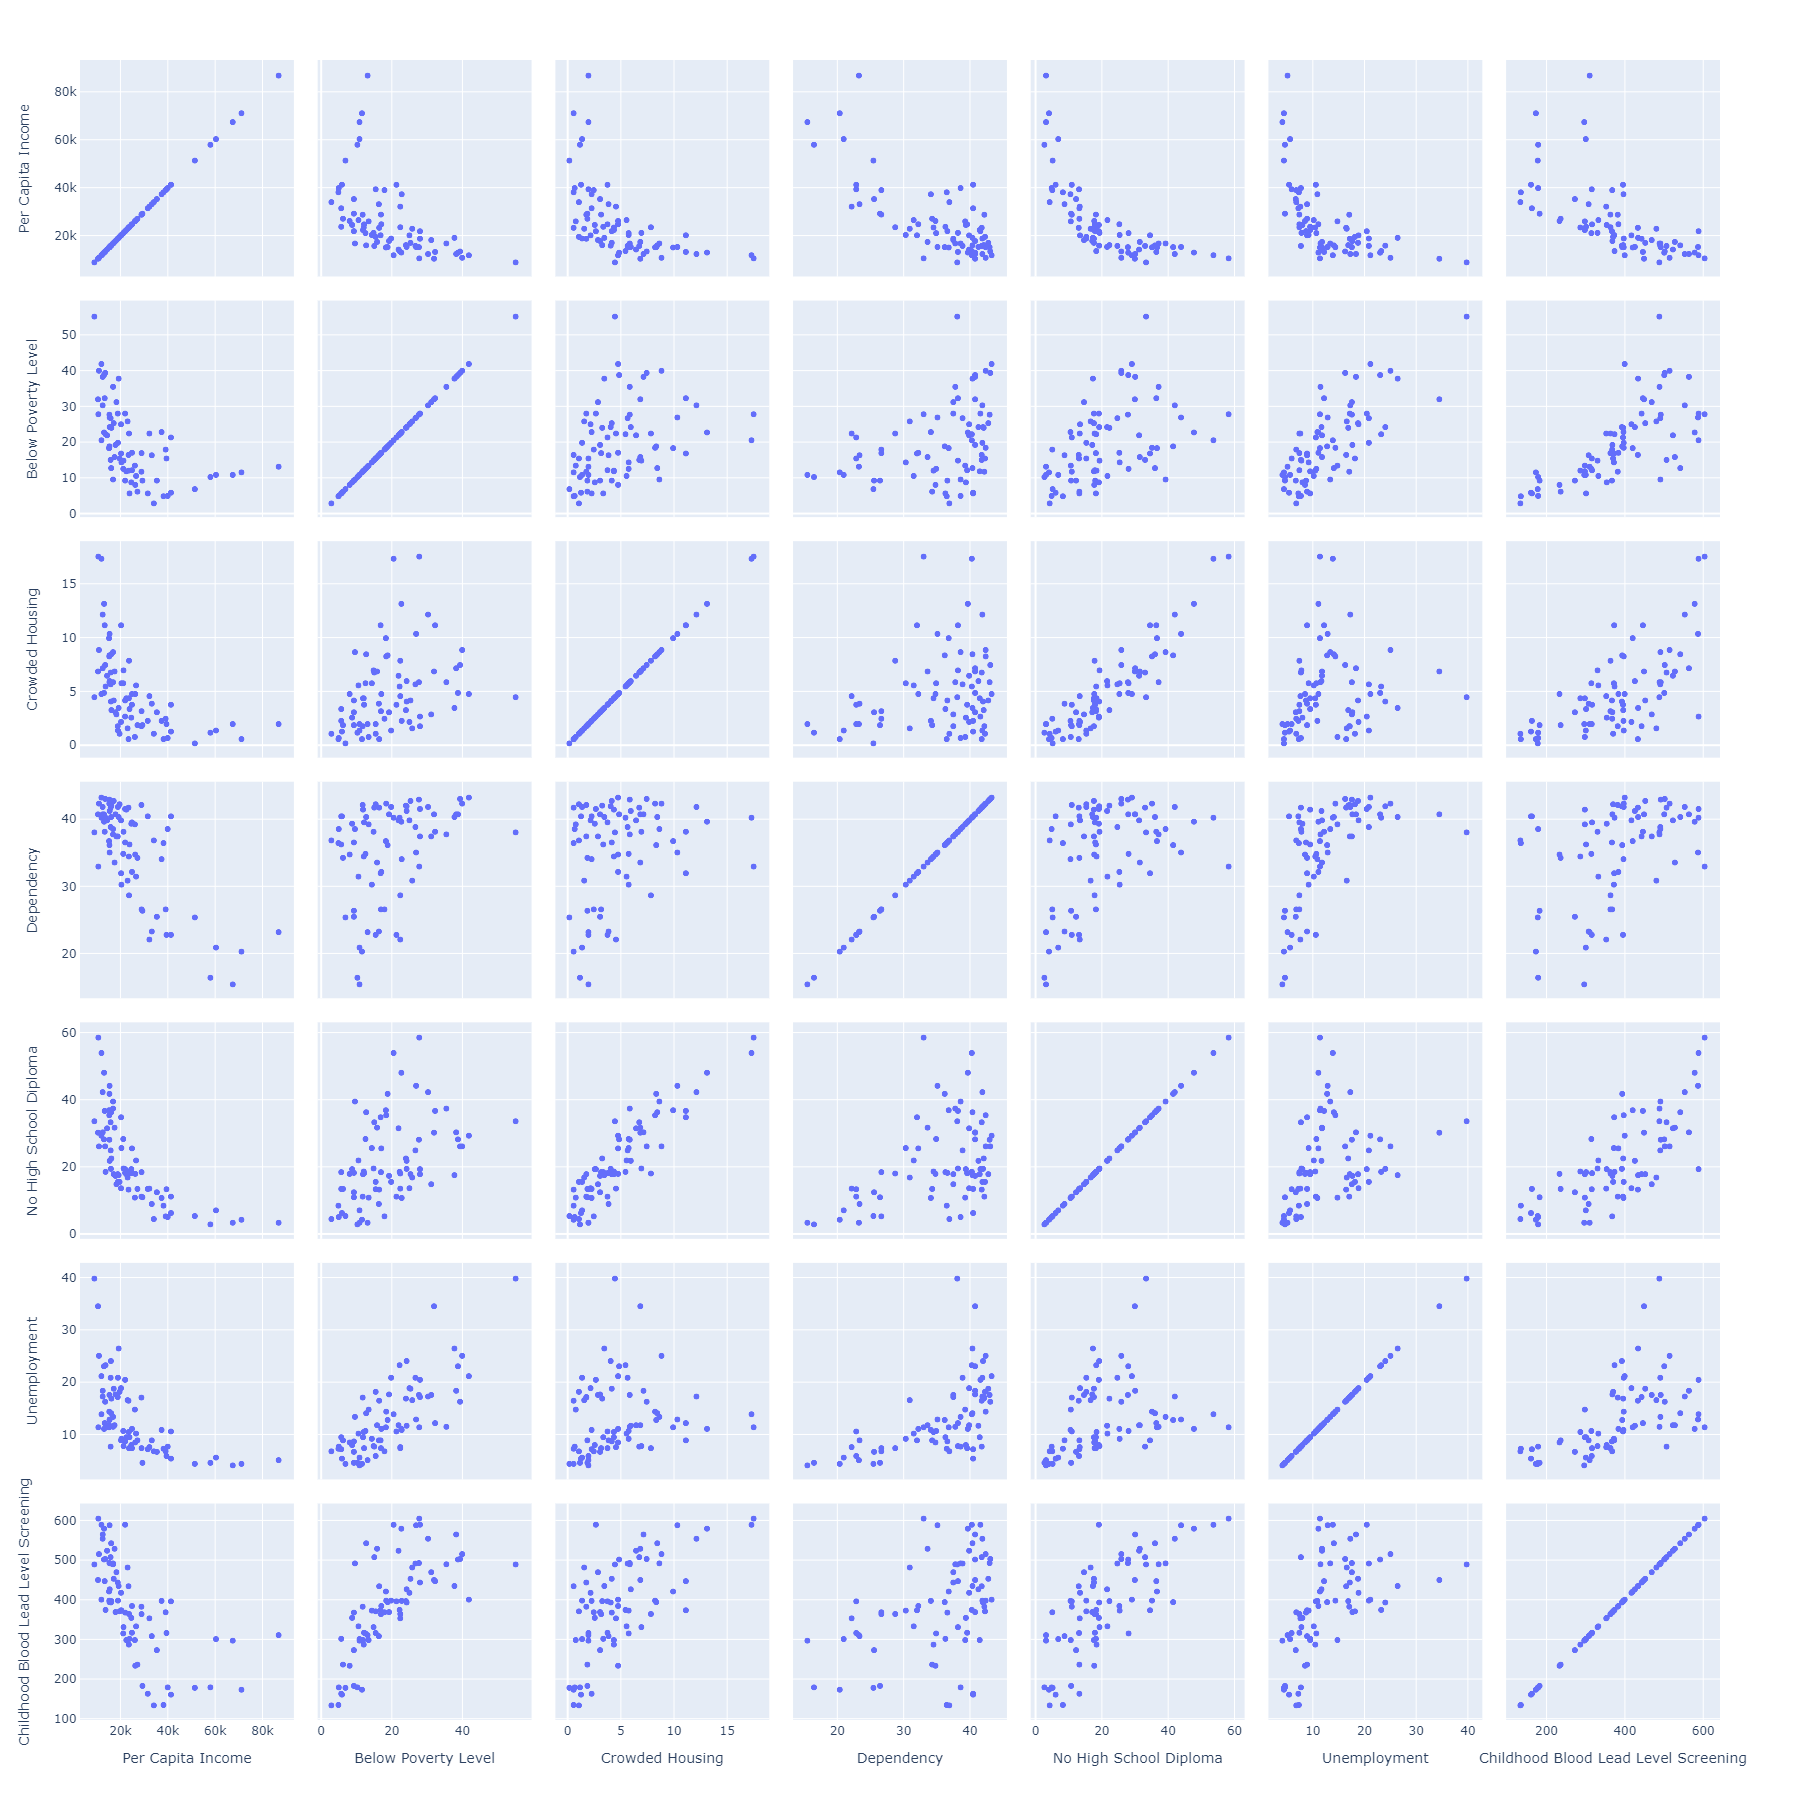 Per Capita Income
80k
60k
40k
20k
Below Poverty Level
50
40
30
20
10
0
Crowded Housing
15
10
5
0
Dependency
40
30
20
No High School Diploma
60
40
20
0
Unemployment
40
30
20
10
Childhood Blood Lead Level Screening
600
500
400
300
200
100
20k 40k 60k 80k 0 20 40 0 5 10 15 20 30 40 0 20 40 60 10 20 30 40 200 400 600
Per Capita Income Below Poverty Level Crowded Housing Dependency No High School Diploma Unemployment Childhood Blood Lead Level Screening